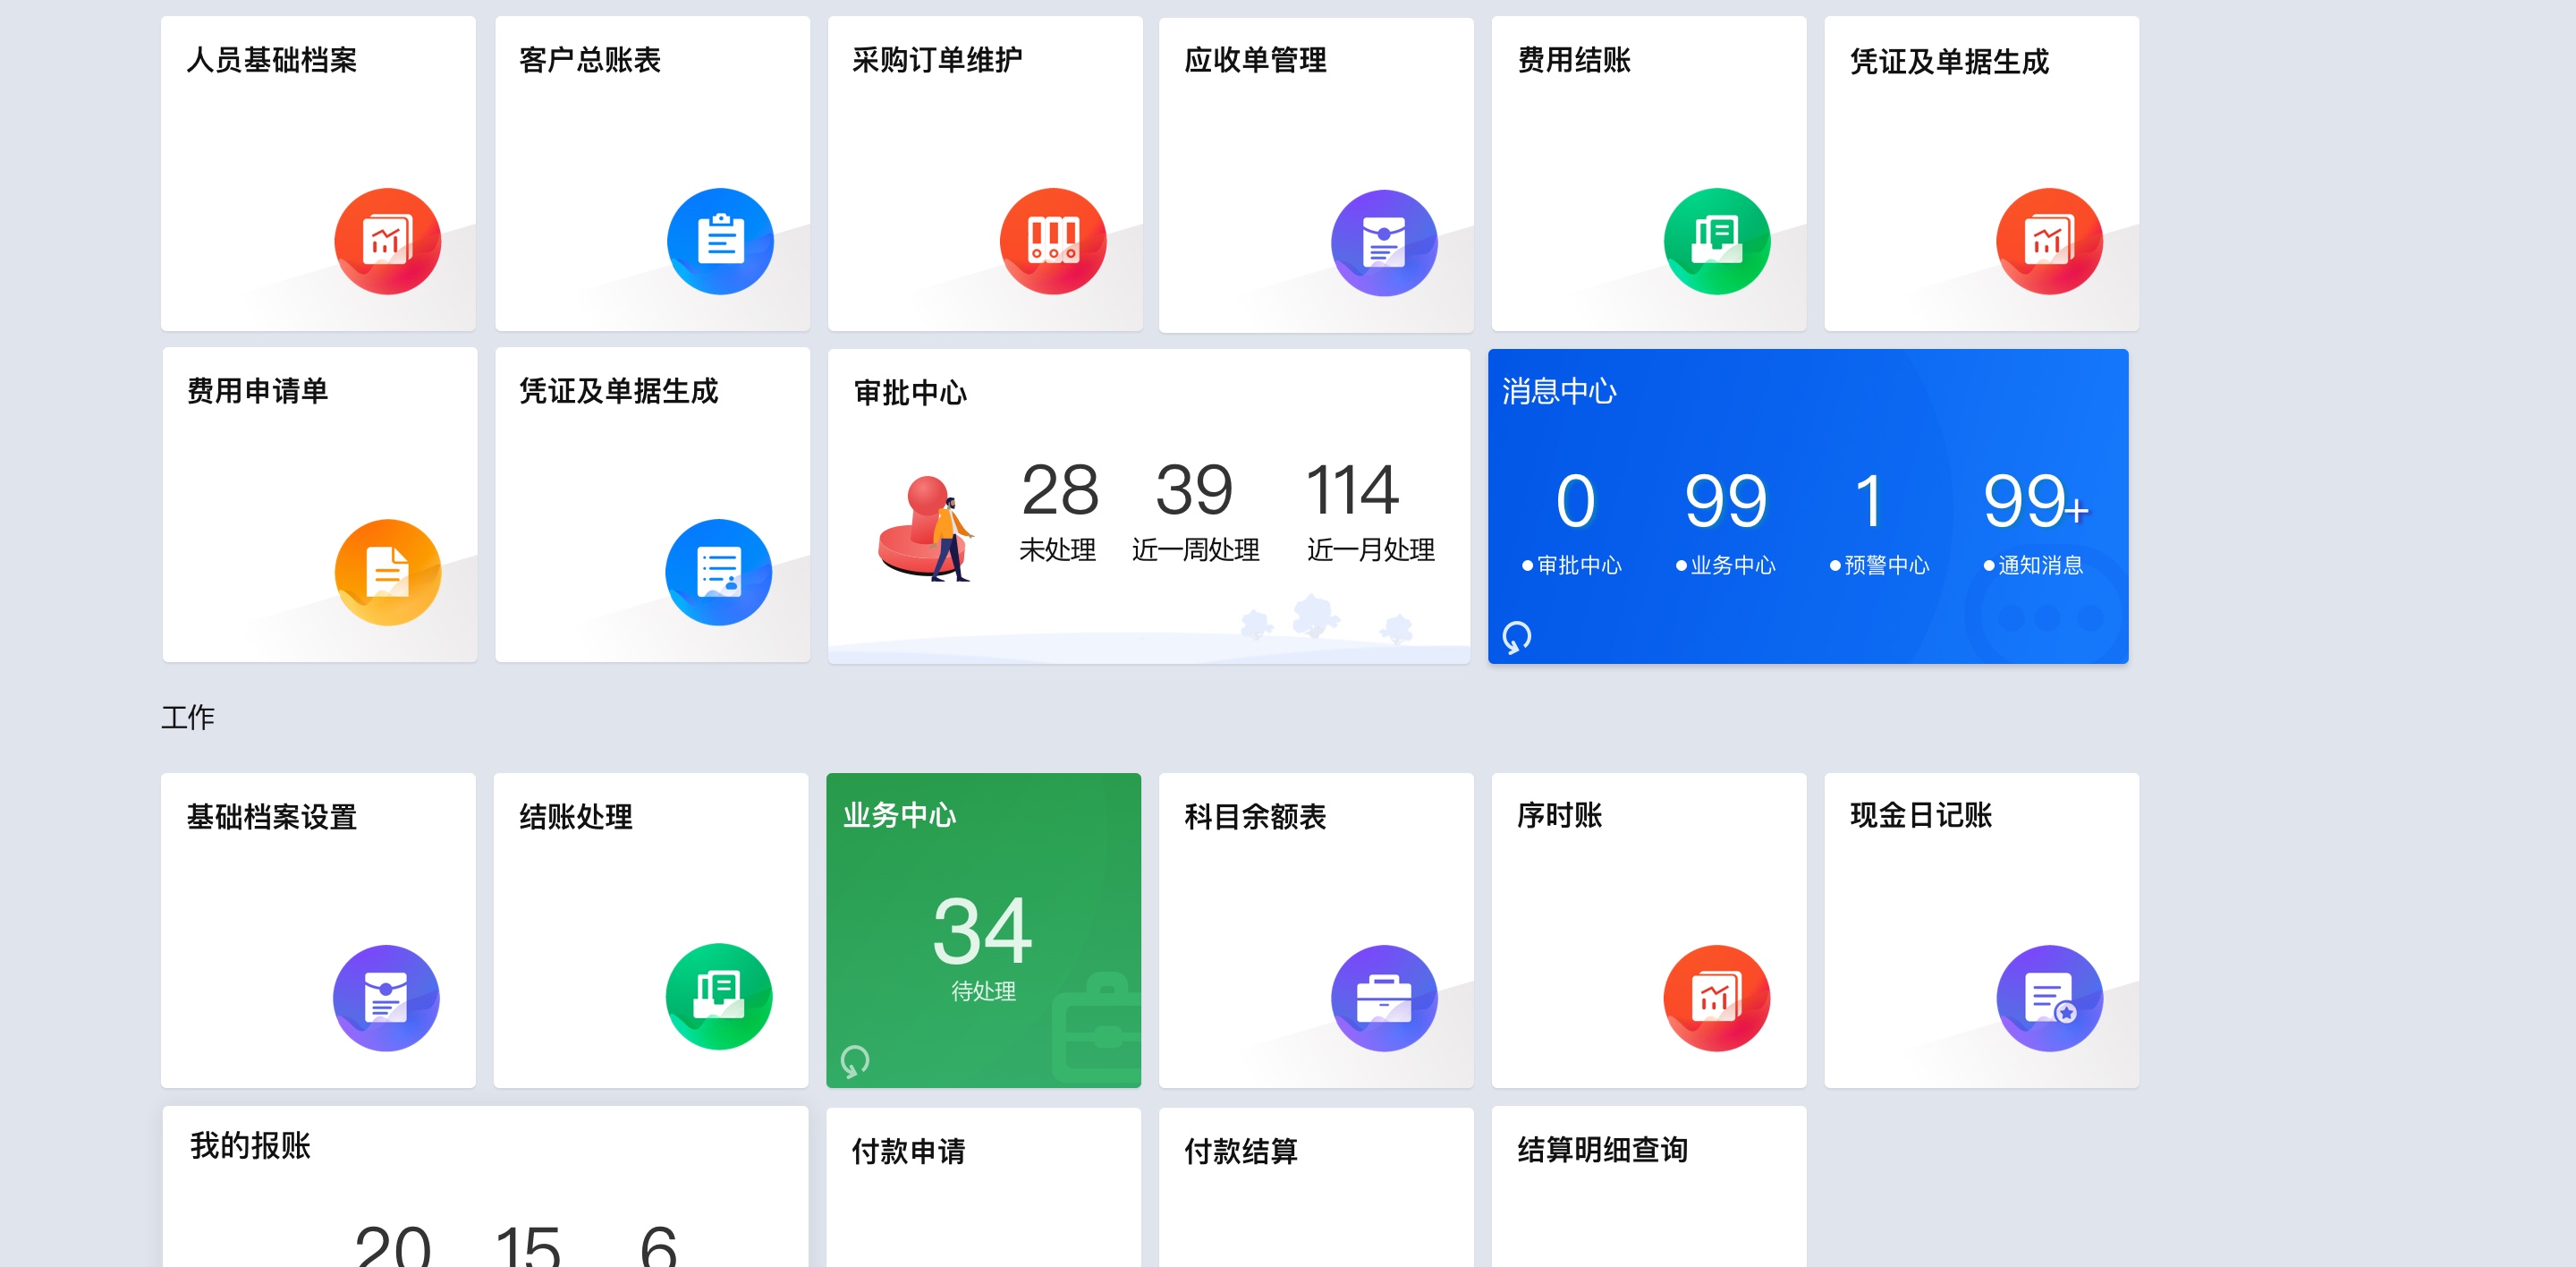 人员基础档案
客户总账表
采购订单维护
应收单管理
费用结账
凭证及单据生成
费用申请单
凭证及单据生成
审批中心
28 39 114
未处理 近一周处理 近一月处理
消息中心
0 99 1 99+
审批中心 业务中心 预警中心 通知消息
工作
基础档案设置
结账处理
业务中心
34
待处理
科目余额表
序时账
现金日记账
我的报账
20 15 6
付款申请
付款结算
结算明细查询